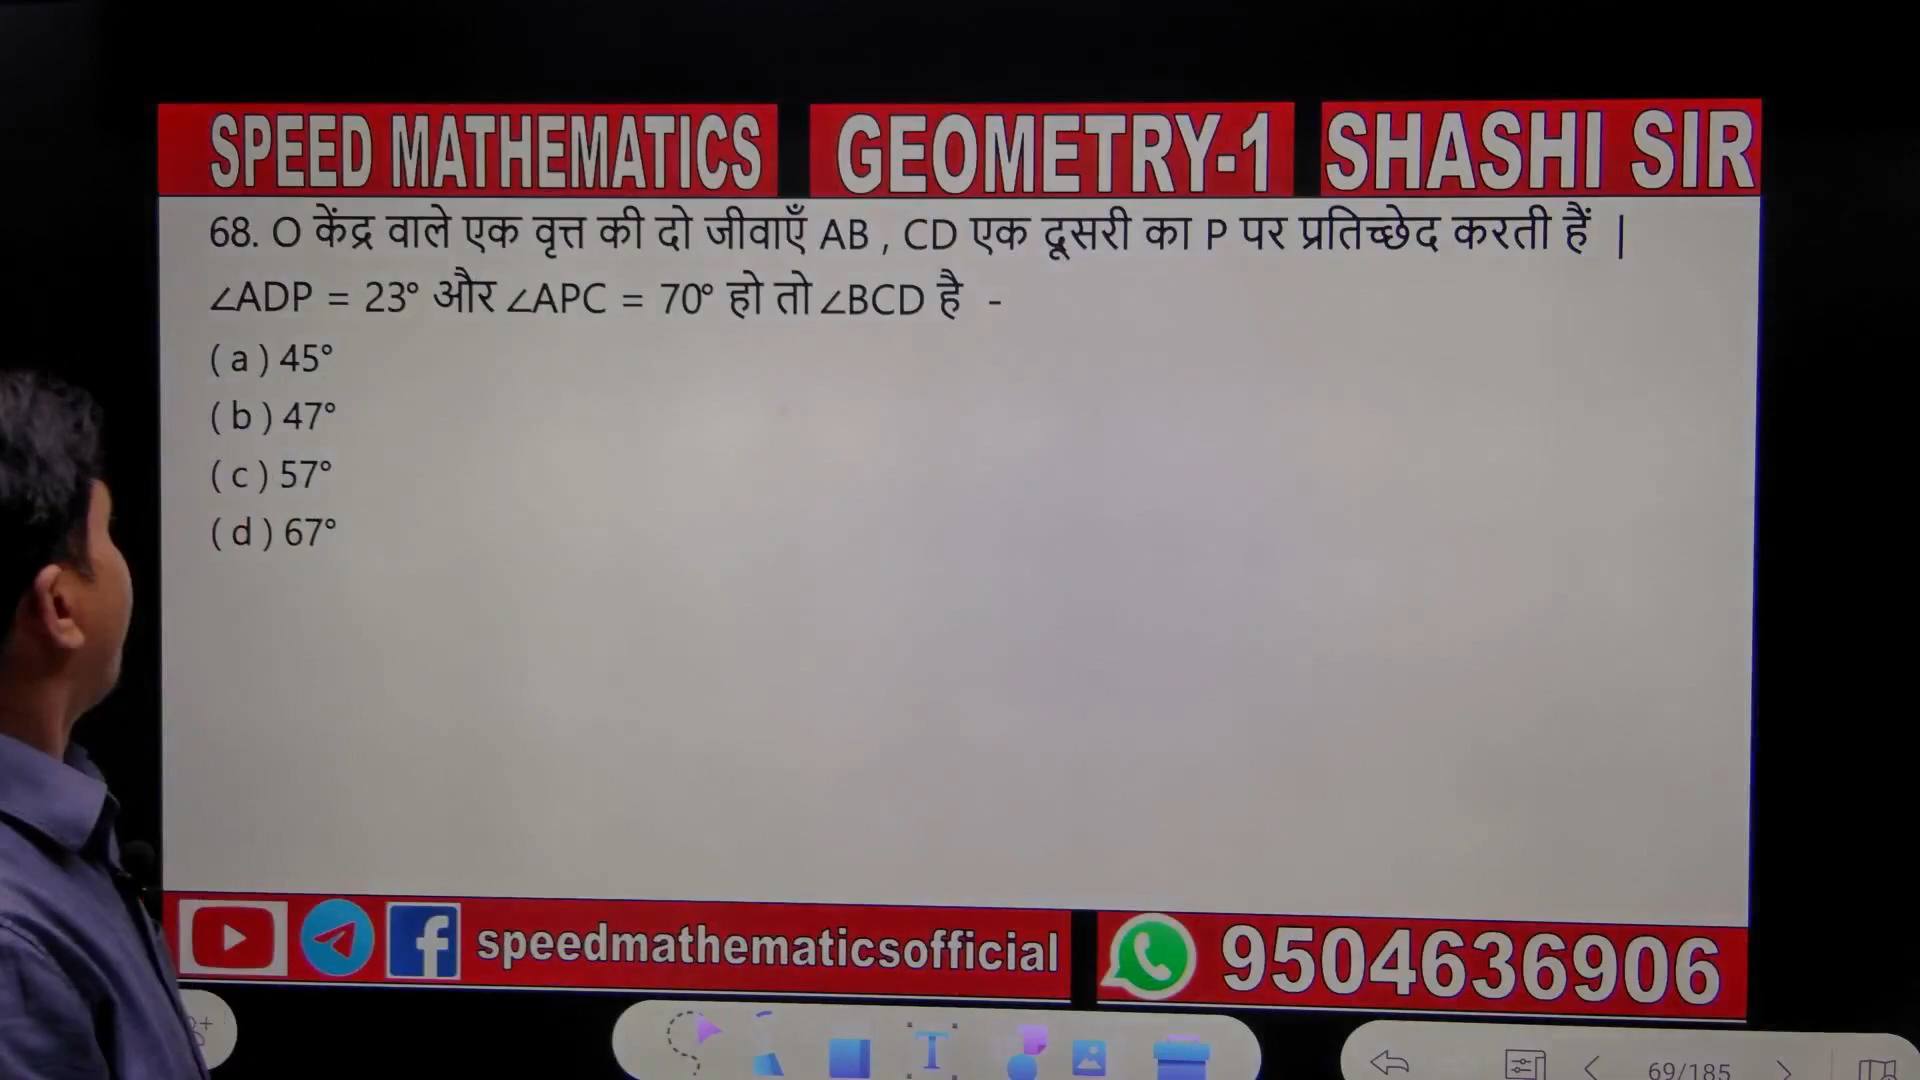 SPEED MATHEMATICS GEOMETRY-1 SHASHI SIR
68. O केंद्र वाले एक वृत्त की दो जीवाएँ AB , CD एक दूसरी का P पर प्रतिच्छेद करती हैं |
∠ADP = 23° और ∠APC = 70° हो तो ∠BCD है -
( a ) 45°
( b ) 47°
( c ) 57°
( d ) 67°
speedmathematicsofficial 9504636906
69/185